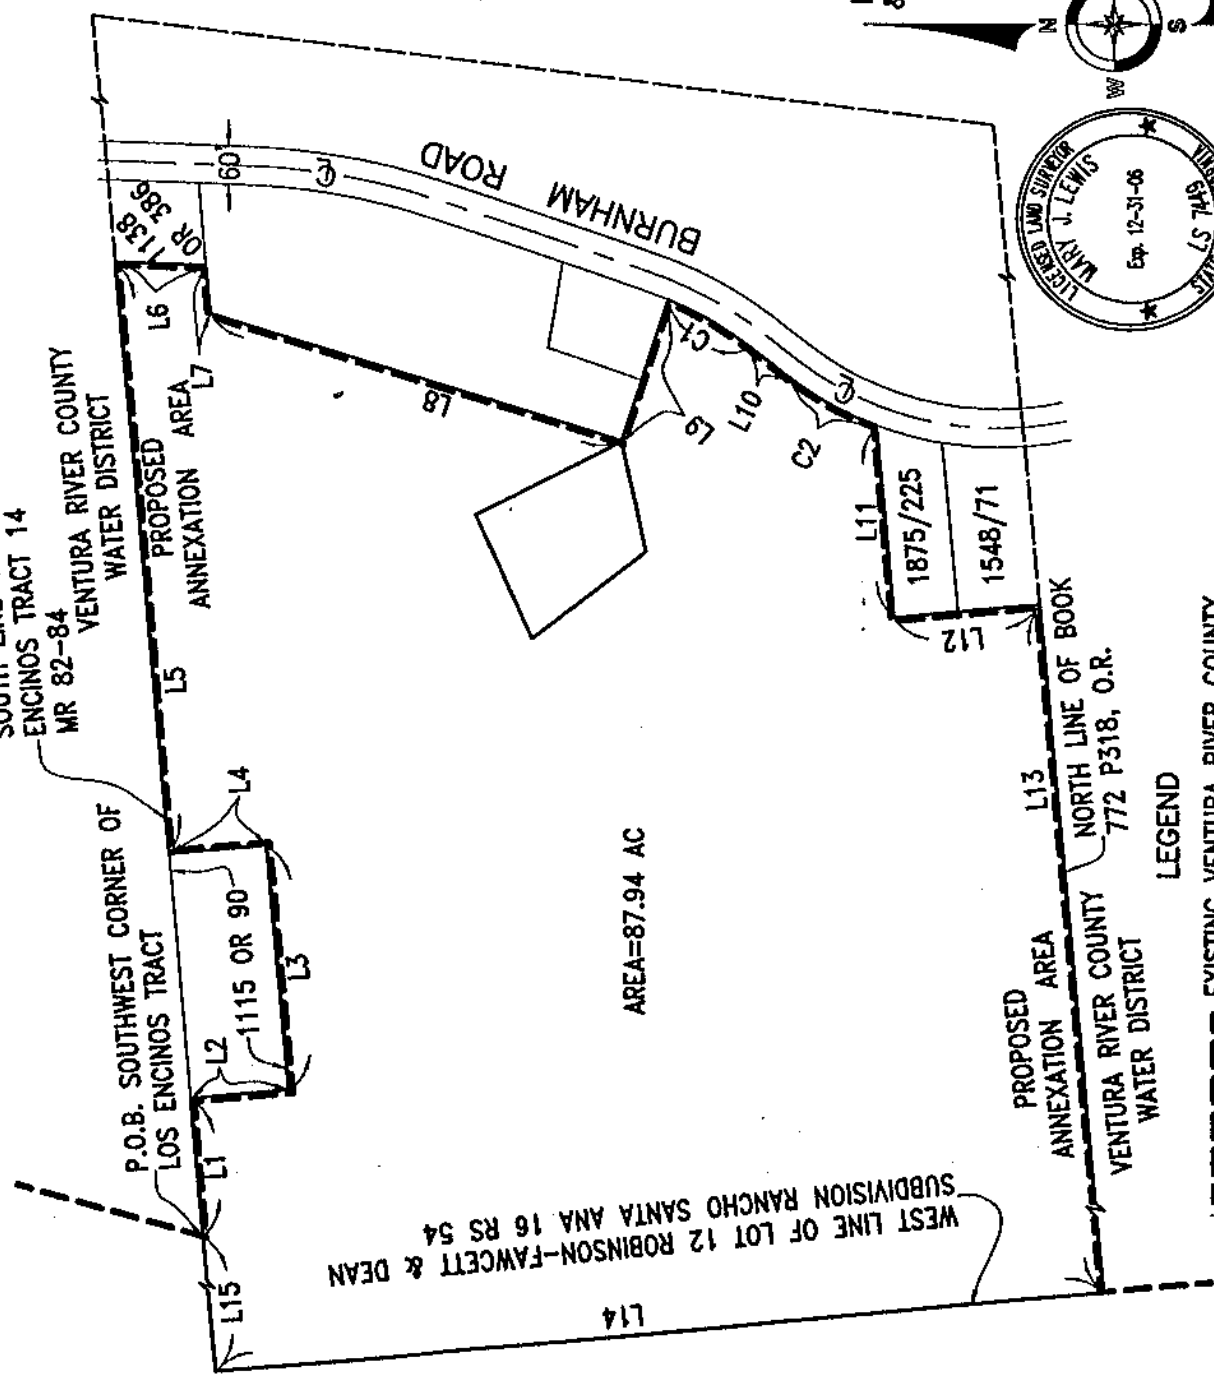 ENCINOS TRACT 14
MR 82-84
VENTURA RIVER COUNTY
WATER DISTRICT
P.O.B. SOUTHWEST CORNER OF
LOS ENCINOS TRACT
PROPOSED
ANNEXATION AREA
1138
OR 386
60
BURNHAM ROAD
L15
L1
L2
1115 OR 90
L3
L4
L5
L6
L7
L8
L9
C1
L10
C2
L11
1875/225
1548/71
L12
L13
L14
AREA=87.94 AC
WEST LINE OF LOT 12 ROBINSON-FAWCETT & DEAN
SUBDIVISION RANCHO SANTA ANA 16 RS 54
PROPOSED
ANNEXATION AREA
VENTURA RIVER COUNTY
WATER DISTRICT
NORTH LINE OF BOOK
772 P318, O.R.
LEGEND
EXISTING VENTURA RIVER COUNTY
N
W
S
LICENSED LAND SURVEYOR
MARY J. LEWIS
Exp. 12-31-06
LS 7449